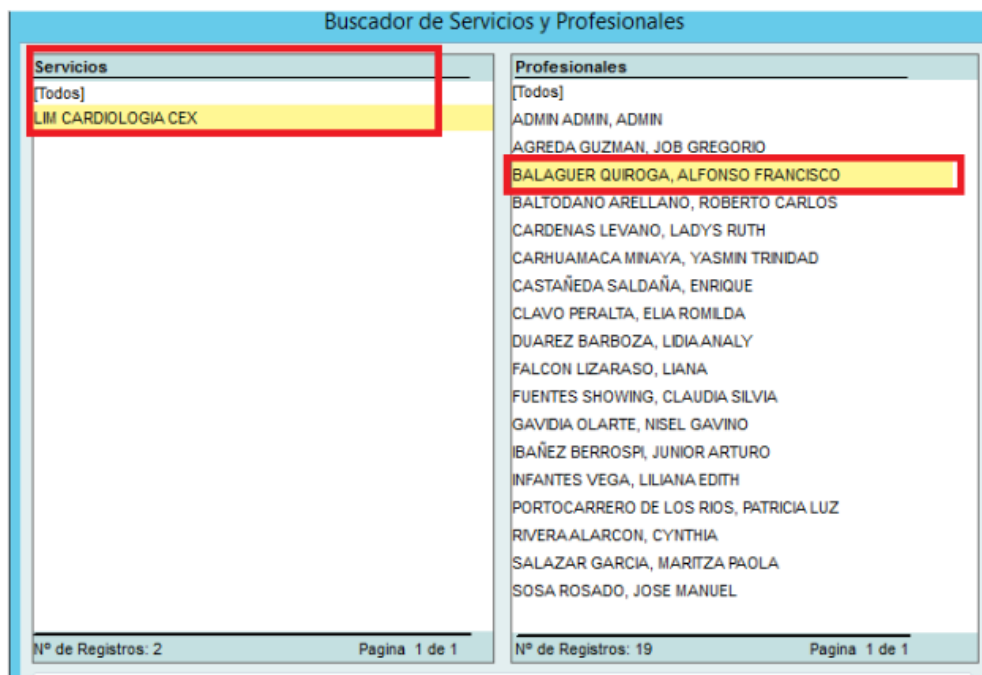 Buscador de Servicios y Profesionales
Servicios
[Todos]
LIM CARDIOLOGIA CEX
Nº de Registros: 2 Pagina 1 de 1
Profesionales
[Todos]
ADMIN ADMIN, ADMIN
AGREDA GUZMAN, JOB GREGORIO
BALAGUER QUIROGA, ALFONSO FRANCISCO
BALTODANO ARELLANO, ROBERTO CARLOS
CARDENAS LEVANO, LADYS RUTH
CARHUAMACA MINAYA, YASMIN TRINIDAD
CASTAÑEDA SALDAÑA, ENRIQUE
CLAVO PERALTA, ELIA ROMILDA
DUAREZ BARBOZA, LIDIA ANALY
FALCON LIZARASO, LIANA
FUENTES SHOWING, CLAUDIA SILVIA
GAVIDIA OLARTE, NISEL GAVINO
IBAÑEZ BERROSPI, JUNIOR ARTURO
INFANTES VEGA, LILIANA EDITH
PORTOCARRERO DE LOS RIOS, PATRICIA LUZ
RIVERA ALARCON, CYNTHIA
SALAZAR GARCIA, MARITZA PAOLA
SOSA ROSADO, JOSE MANUEL
Nº de Registros: 19 Pagina 1 de 1